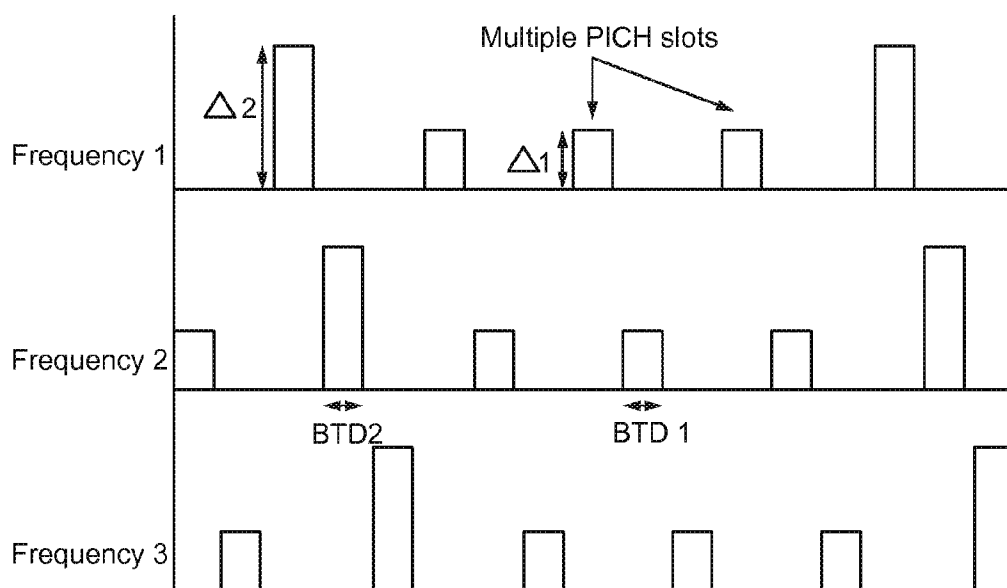 Multiple PICH slots
△2
Frequency 1
△1
Frequency 2
BTD2
BTD 1
Frequency 3